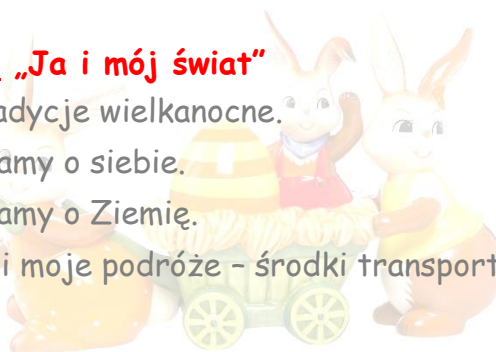 „Ja i mój świat”
adycje wielkanocne.
amy o siebie.
amy o Ziemię.
i moje podróże – środki transport